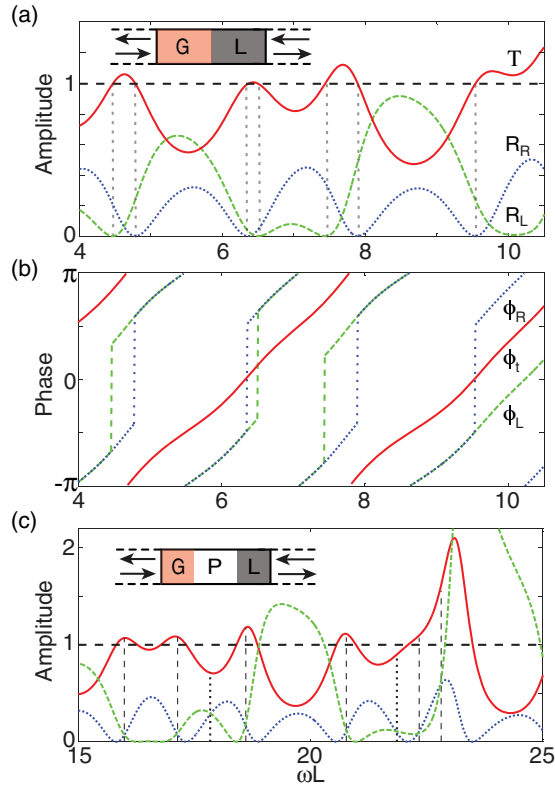 (a)
G L
T
1
Amplitude
R_R
R_L
0
4 6 8 10
(b)
π
Phase
0
-π
ϕ_R
ϕ_t
ϕ_L
4 6 8 10
(c)
G P L
2
Amplitude
1
0
15 20 25
ωL